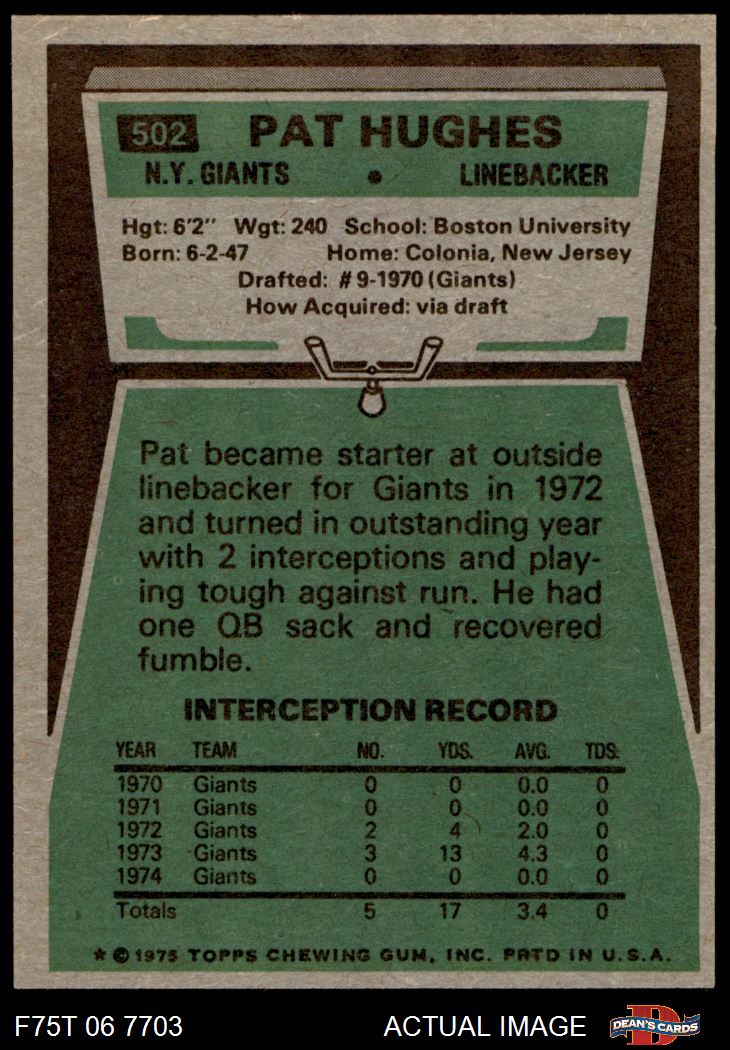 502 PAT HUGHES
N.Y. GIANTS • LINEBACKER
Hgt: 6'2" Wgt: 240 School: Boston University
Born: 6-2-47 Home: Colonia, New Jersey
Drafted: #9-1970 (Giants)
How Acquired: via draft
Pat became starter at outside
linebacker for Giants in 1972
and turned in outstanding year
with 2 interceptions and play-
ing tough against run. He had
one QB sack and recovered
fumble.
INTERCEPTION RECORD
YEAR TEAM NO. YDS. AVG. TDS.
1970 Giants 0 0 0.0 0
1971 Giants 0 0 0.0 0
1972 Giants 2 4 2.0 0
1973 Giants 3 13 4.3 0
1974 Giants 0 0 0.0 0
Totals 5 17 3.4 0
* © 1975 TOPPS CHEWING GUM, INC. PRTD IN U.S.A.
F75T 06 7703 ACTUAL IMAGE D DEAN'S CARDS